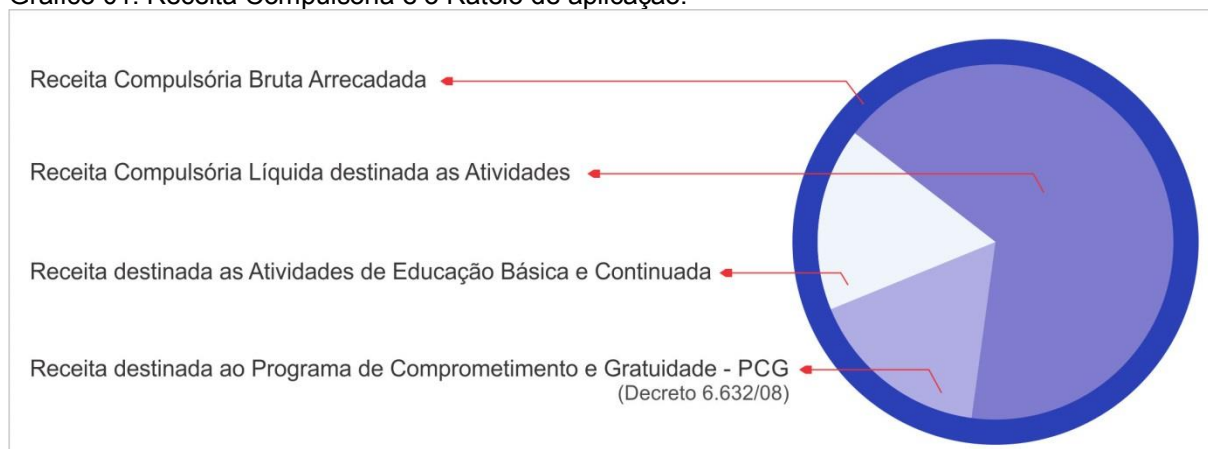 Gráfico 01: Receita Compulsória e o Rateio de aplicação.
Receita Compulsória Bruta Arrecadada
Receita Compulsória Líquida destinada as Atividades
Receita destinada as Atividades de Educação Básica e Continuada
Receita destinada ao Programa de Comprometimento e Gratuidade - PCG
(Decreto 6.632/08)